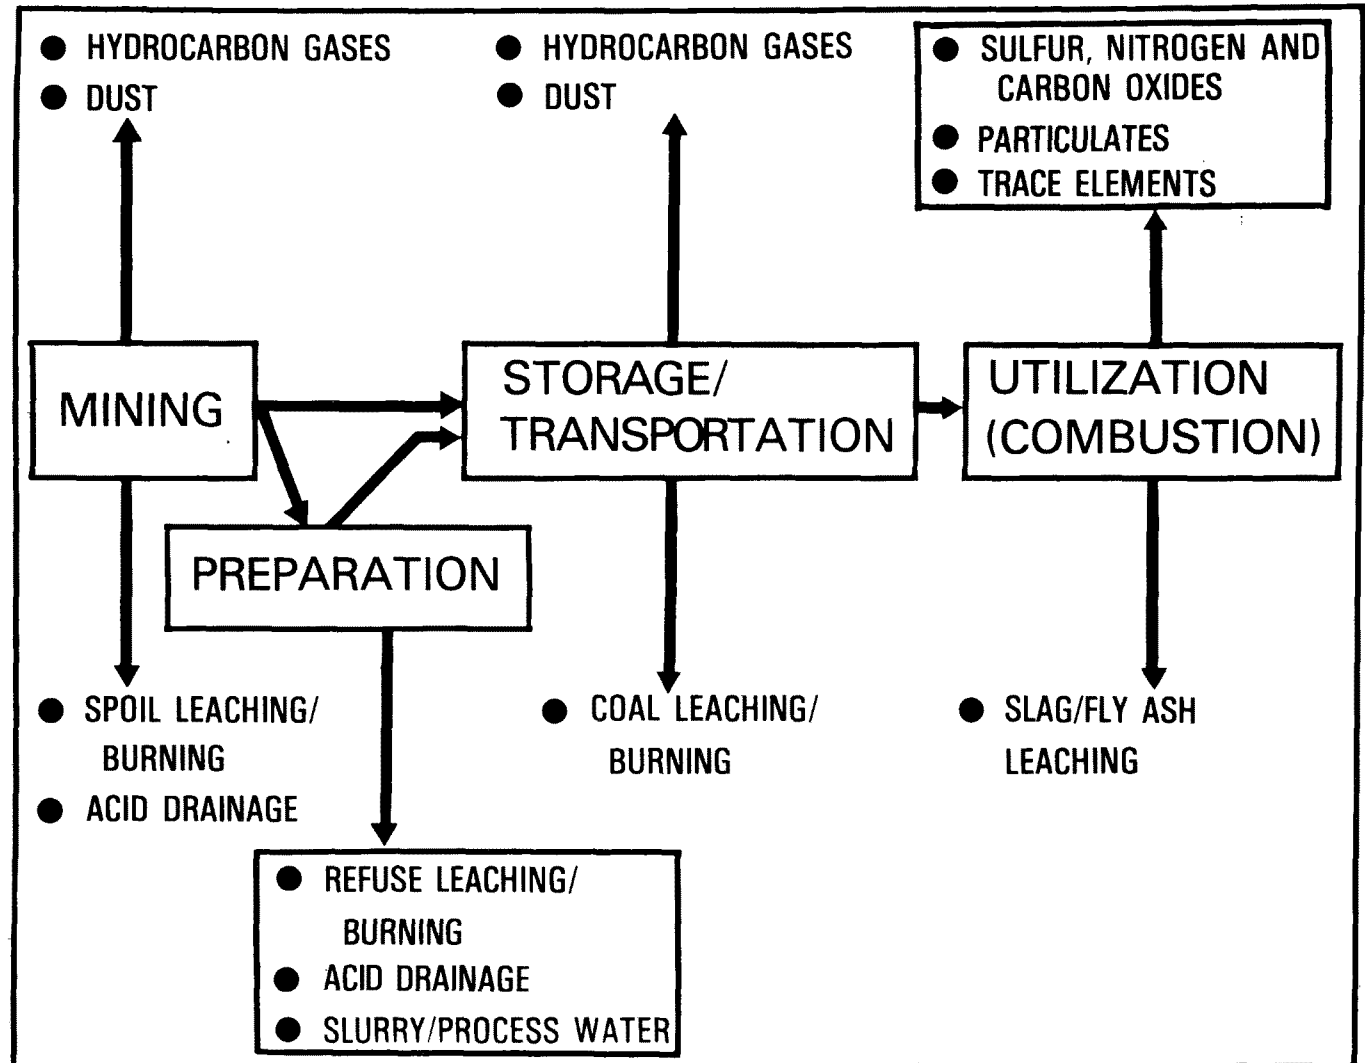 ● HYDROCARBON GASES
● DUST
● HYDROCARBON GASES
● DUST
● SULFUR, NITROGEN AND
CARBON OXIDES
● PARTICULATES
● TRACE ELEMENTS
MINING
STORAGE/
TRANSPORTATION
UTILIZATION
(COMBUSTION)
PREPARATION
● SPOIL LEACHING/
BURNING
● ACID DRAINAGE
● COAL LEACHING/
BURNING
● SLAG/FLY ASH
LEACHING
● REFUSE LEACHING/
BURNING
● ACID DRAINAGE
● SLURRY/PROCESS WATER